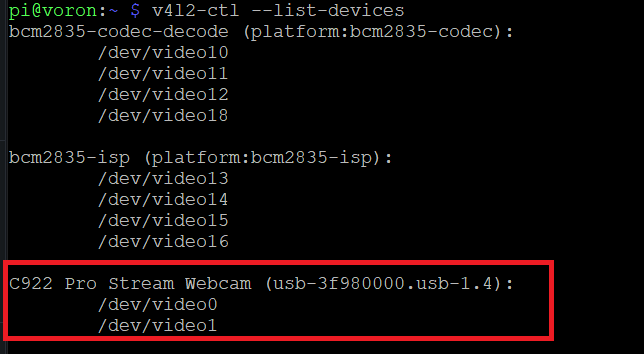 pi@voron:~ $ v4l2-ctl --list-devices
bcm2835-codec-decode (platform:bcm2835-codec):
/dev/video10
/dev/video11
/dev/video12
/dev/video18
bcm2835-isp (platform:bcm2835-isp):
/dev/video13
/dev/video14
/dev/video15
/dev/video16
C922 Pro Stream Webcam (usb-3f980000.usb-1.4):
/dev/video0
/dev/video1